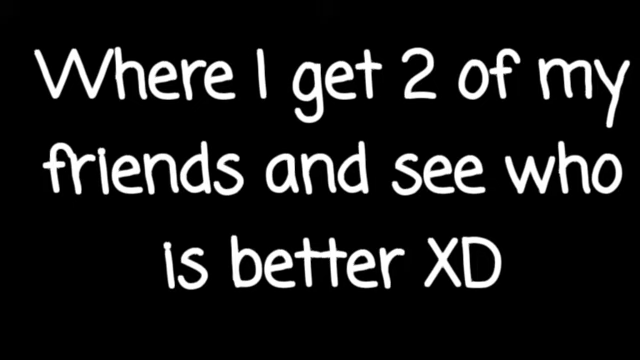 Where I get 2 of my
friends and see who
is better XD